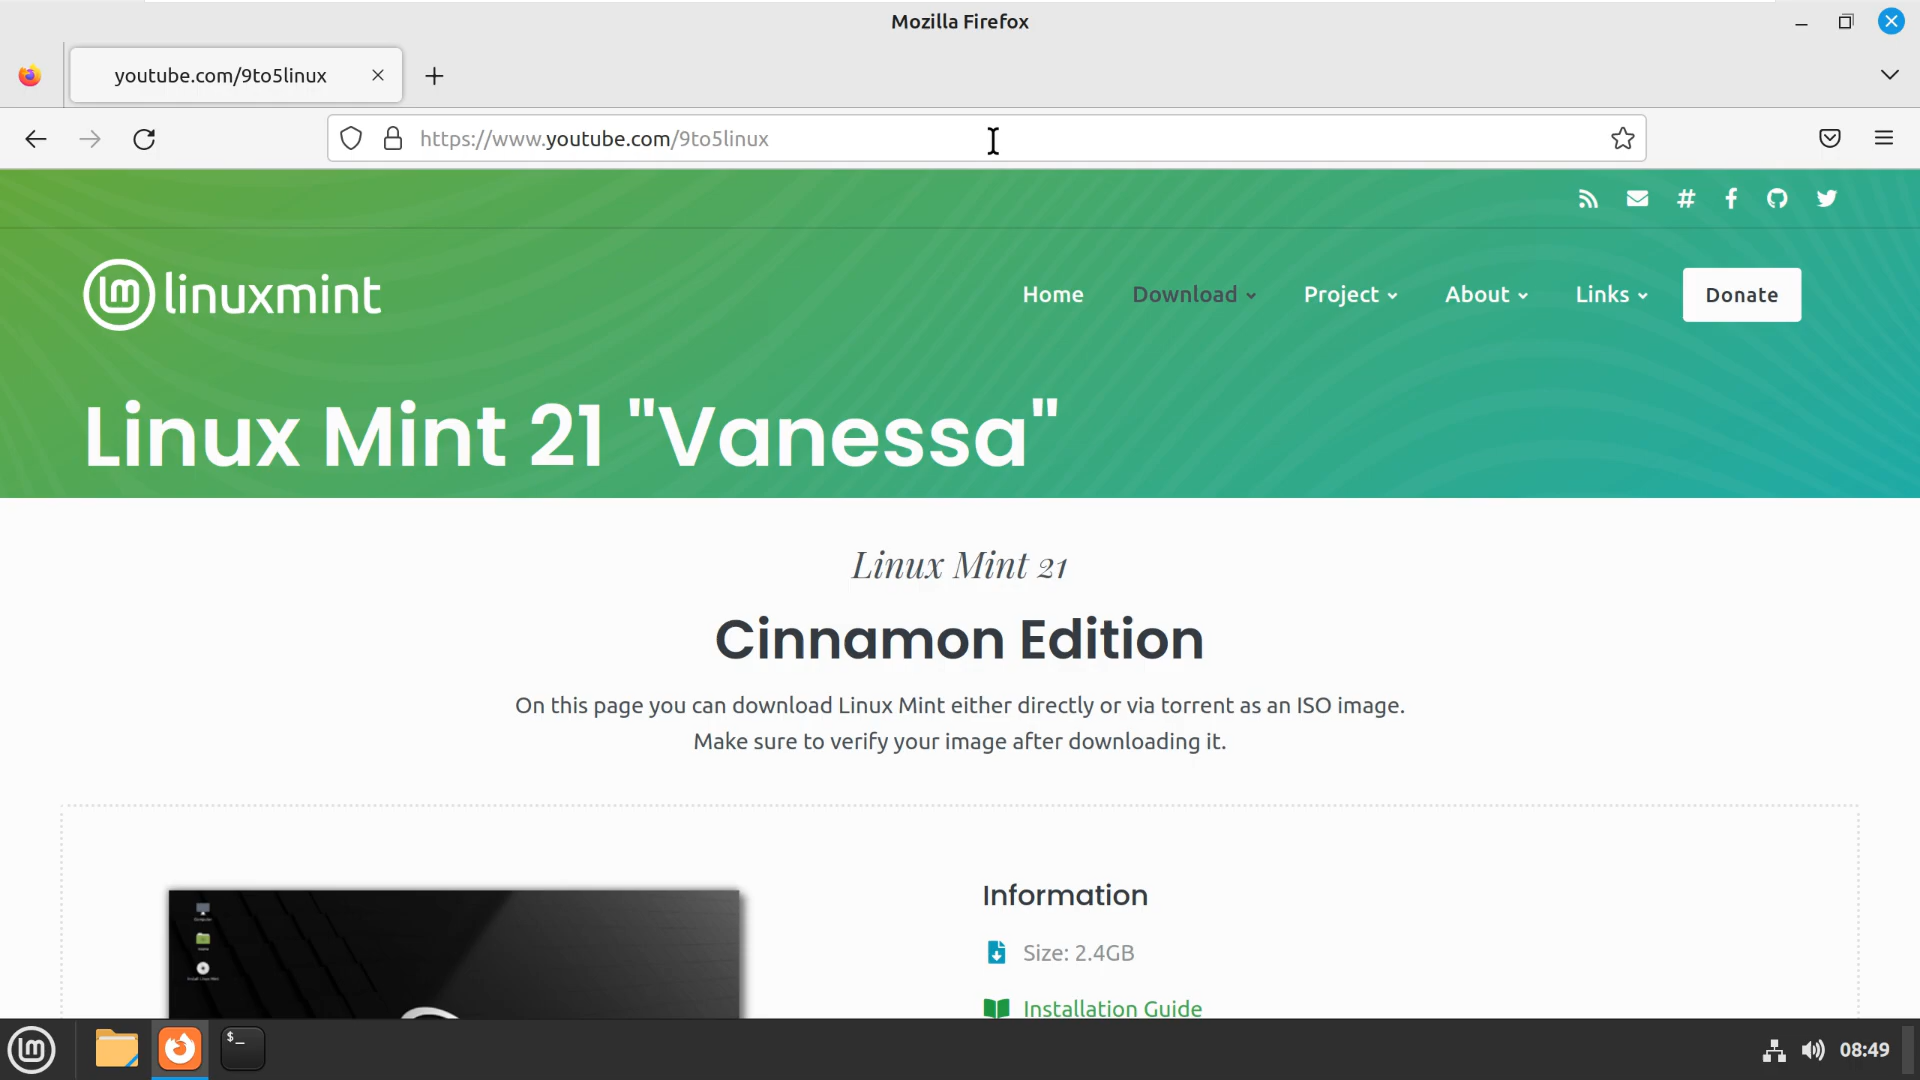 Mozilla Firefox
youtube.com/9to5linux
https://www.youtube.com/9to5linux
linuxmint
Home Download Project About Links Donate
Linux Mint 21 "Vanessa"
Linux Mint 21
Cinnamon Edition
On this page you can download Linux Mint either directly or via torrent as an ISO image.
Make sure to verify your image after downloading it.
Information
Size: 2.4GB
Installation Guide
$_
08:49